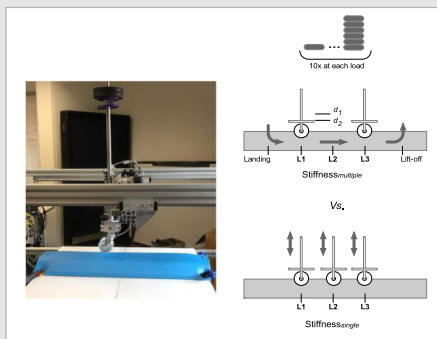 10x at each load
d1
d2
Landing
L1
L2
L3
Lift-off
Stiffnessmultiple
Vs.
L1
L2
L3
Stiffnesssingle